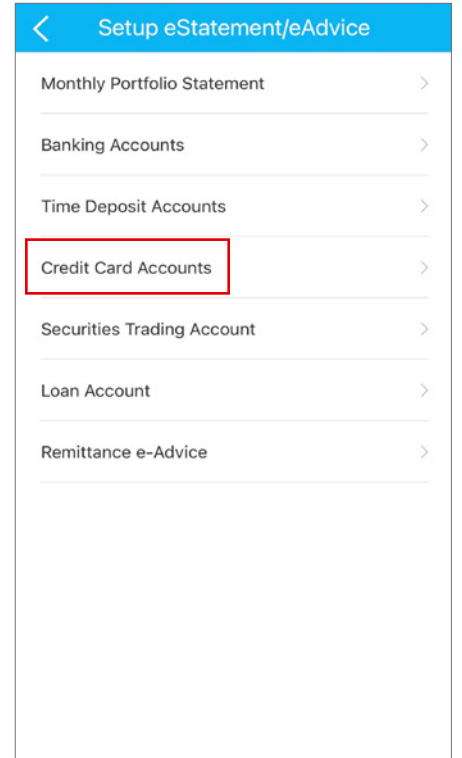 Setup eStatement/eAdvice
Monthly Portfolio Statement
Banking Accounts
Time Deposit Accounts
Credit Card Accounts
Securities Trading Account
Loan Account
Remittance e-Advice